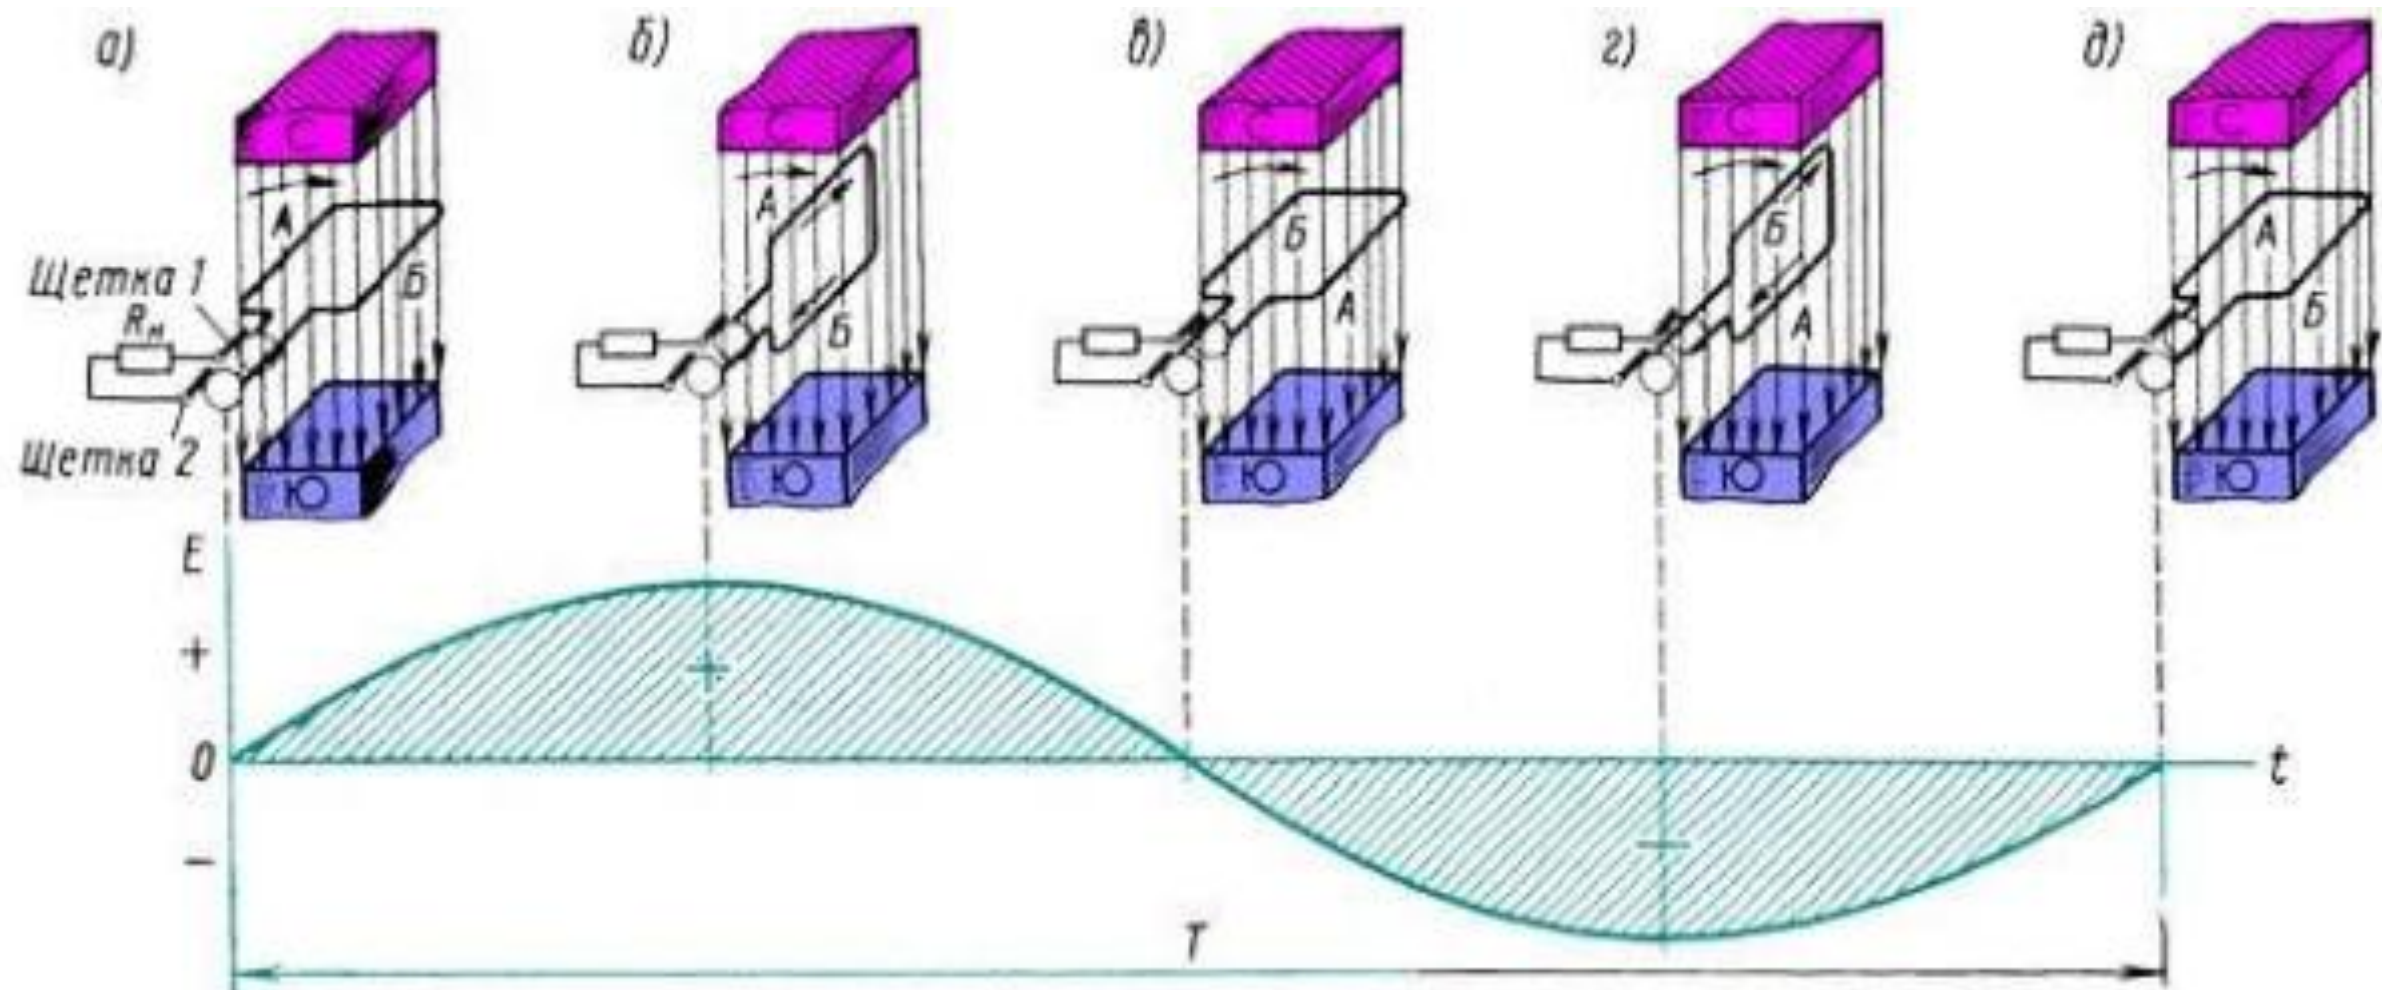 а) б) в) г) д)
С С С С С
А А Б Б А
Б Б А А Б
Щетка 1
Rн
Щетка 2
Ю Ю Ю Ю Ю
E
+ +
0 t
− −
T